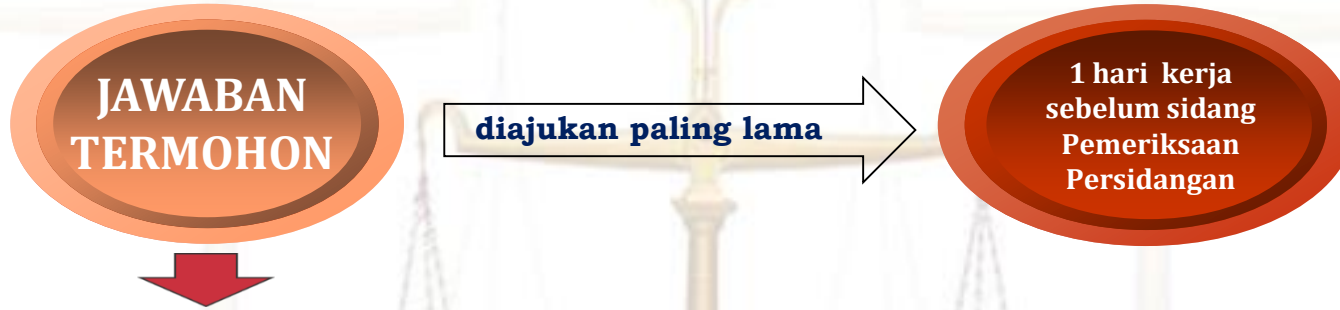 JAWABAN
TERMOHON
diajukan paling lama
1 hari kerja
sebelum sidang
Pemeriksaan
Persidangan